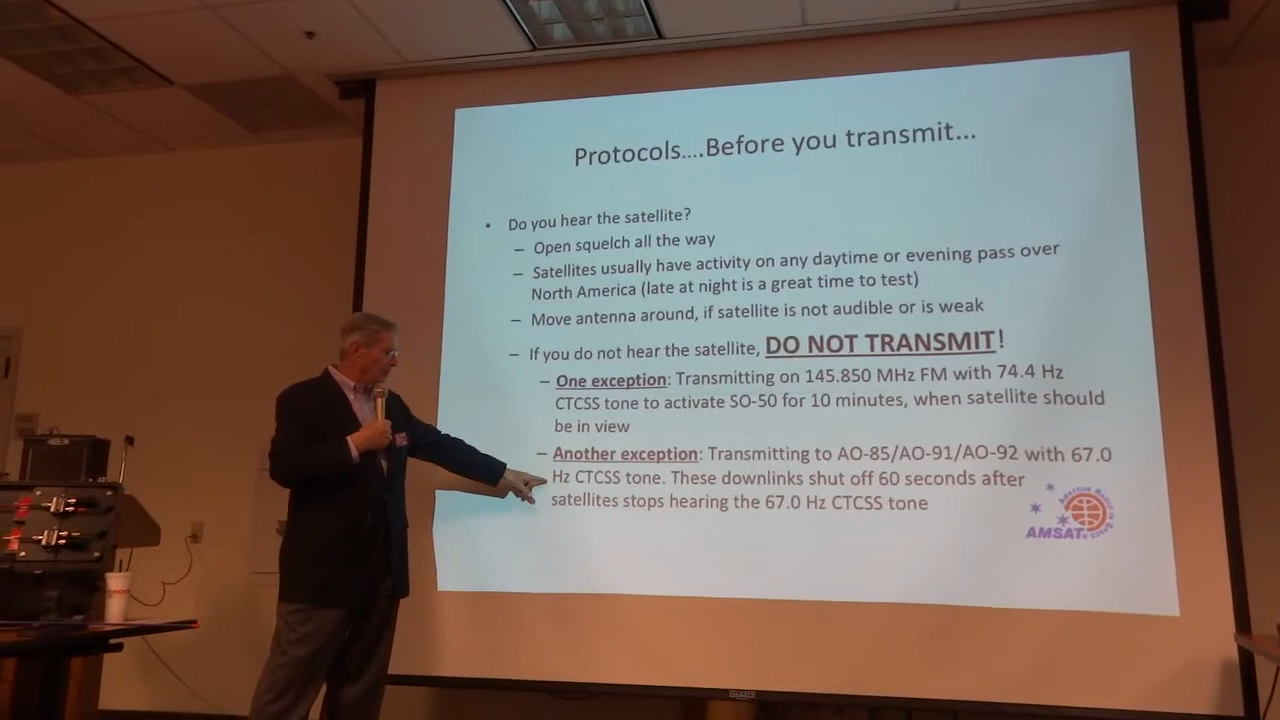 Protocols....Before you transmit...
• Do you hear the satellite?
– Open squelch all the way
– Satellites usually have activity on any daytime or evening pass over
North America (late at night is a great time to test)
– Move antenna around, if satellite is not audible or is weak
– If you do not hear the satellite, DO NOT TRANSMIT!
– One exception: Transmitting on 145.850 MHz FM with 74.4 Hz
CTCSS tone to activate SO-50 for 10 minutes, when satellite should
be in view
– Another exception: Transmitting to AO-85/AO-91/AO-92 with 67.0
Hz CTCSS tone. These downlinks shut off 60 seconds after
satellites stops hearing the 67.0 Hz CTCSS tone
AMSAT®